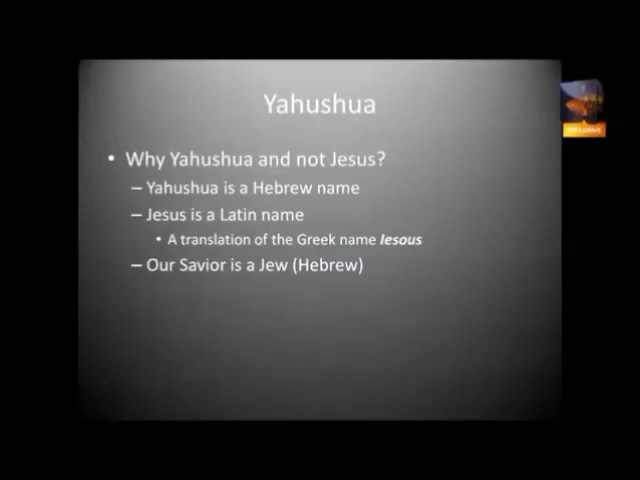 Yahushua
• Why Yahushua and not Jesus?
– Yahushua is a Hebrew name
– Jesus is a Latin name
• A translation of the Greek name Iesous
– Our Savior is a Jew (Hebrew)
EXCLUSIVE